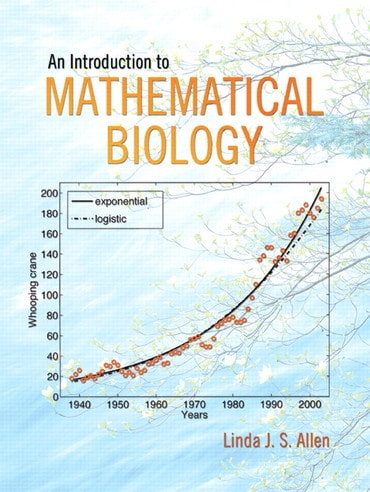 An Introduction to
MATHEMATICAL
BIOLOGY
200
180
160
140
120
100
80
60
40
20
0
Whooping crane
exponential
logistic
1940 1950 1960 1970 1980 1990 2000
Years
Linda J. S. Allen